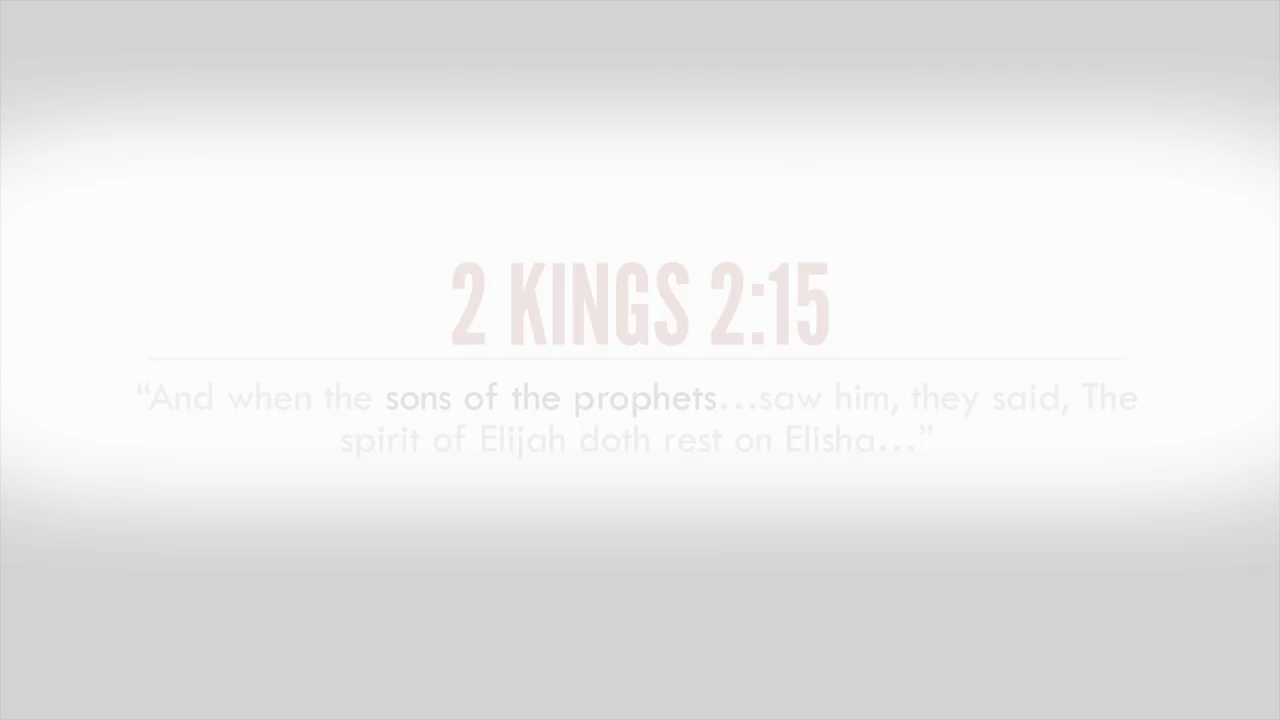 2 KINGS 2:15
“And when the sons of the prophets…saw him, they said, The
spirit of Elijah doth rest on Elisha…”